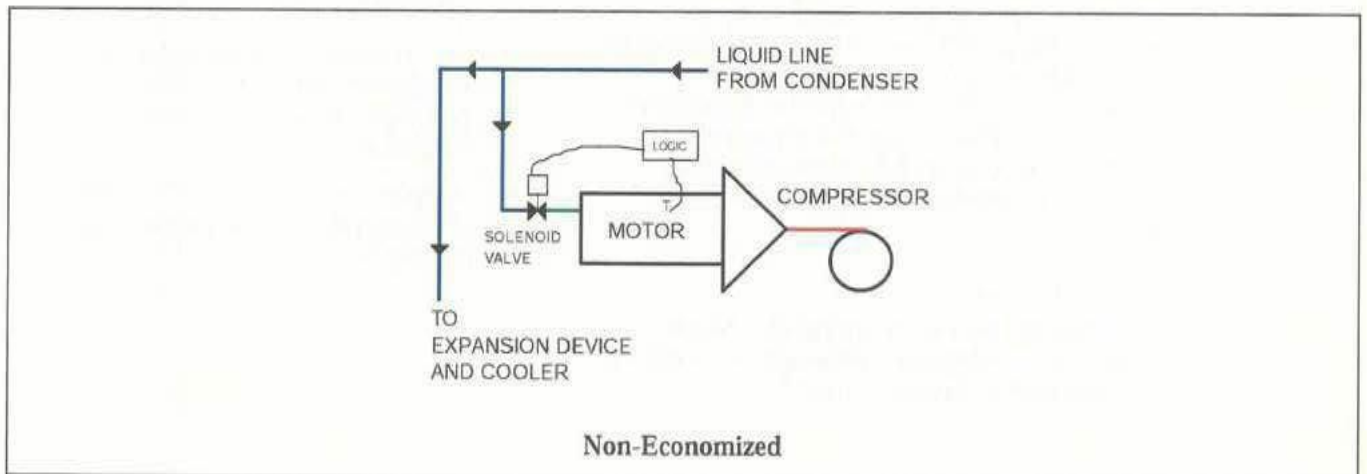 LIQUID LINE
FROM CONDENSER
LOGIC
COMPRESSOR
T
MOTOR
SOLENOID
VALVE
TO
EXPANSION DEVICE
AND COOLER
Non-Economized